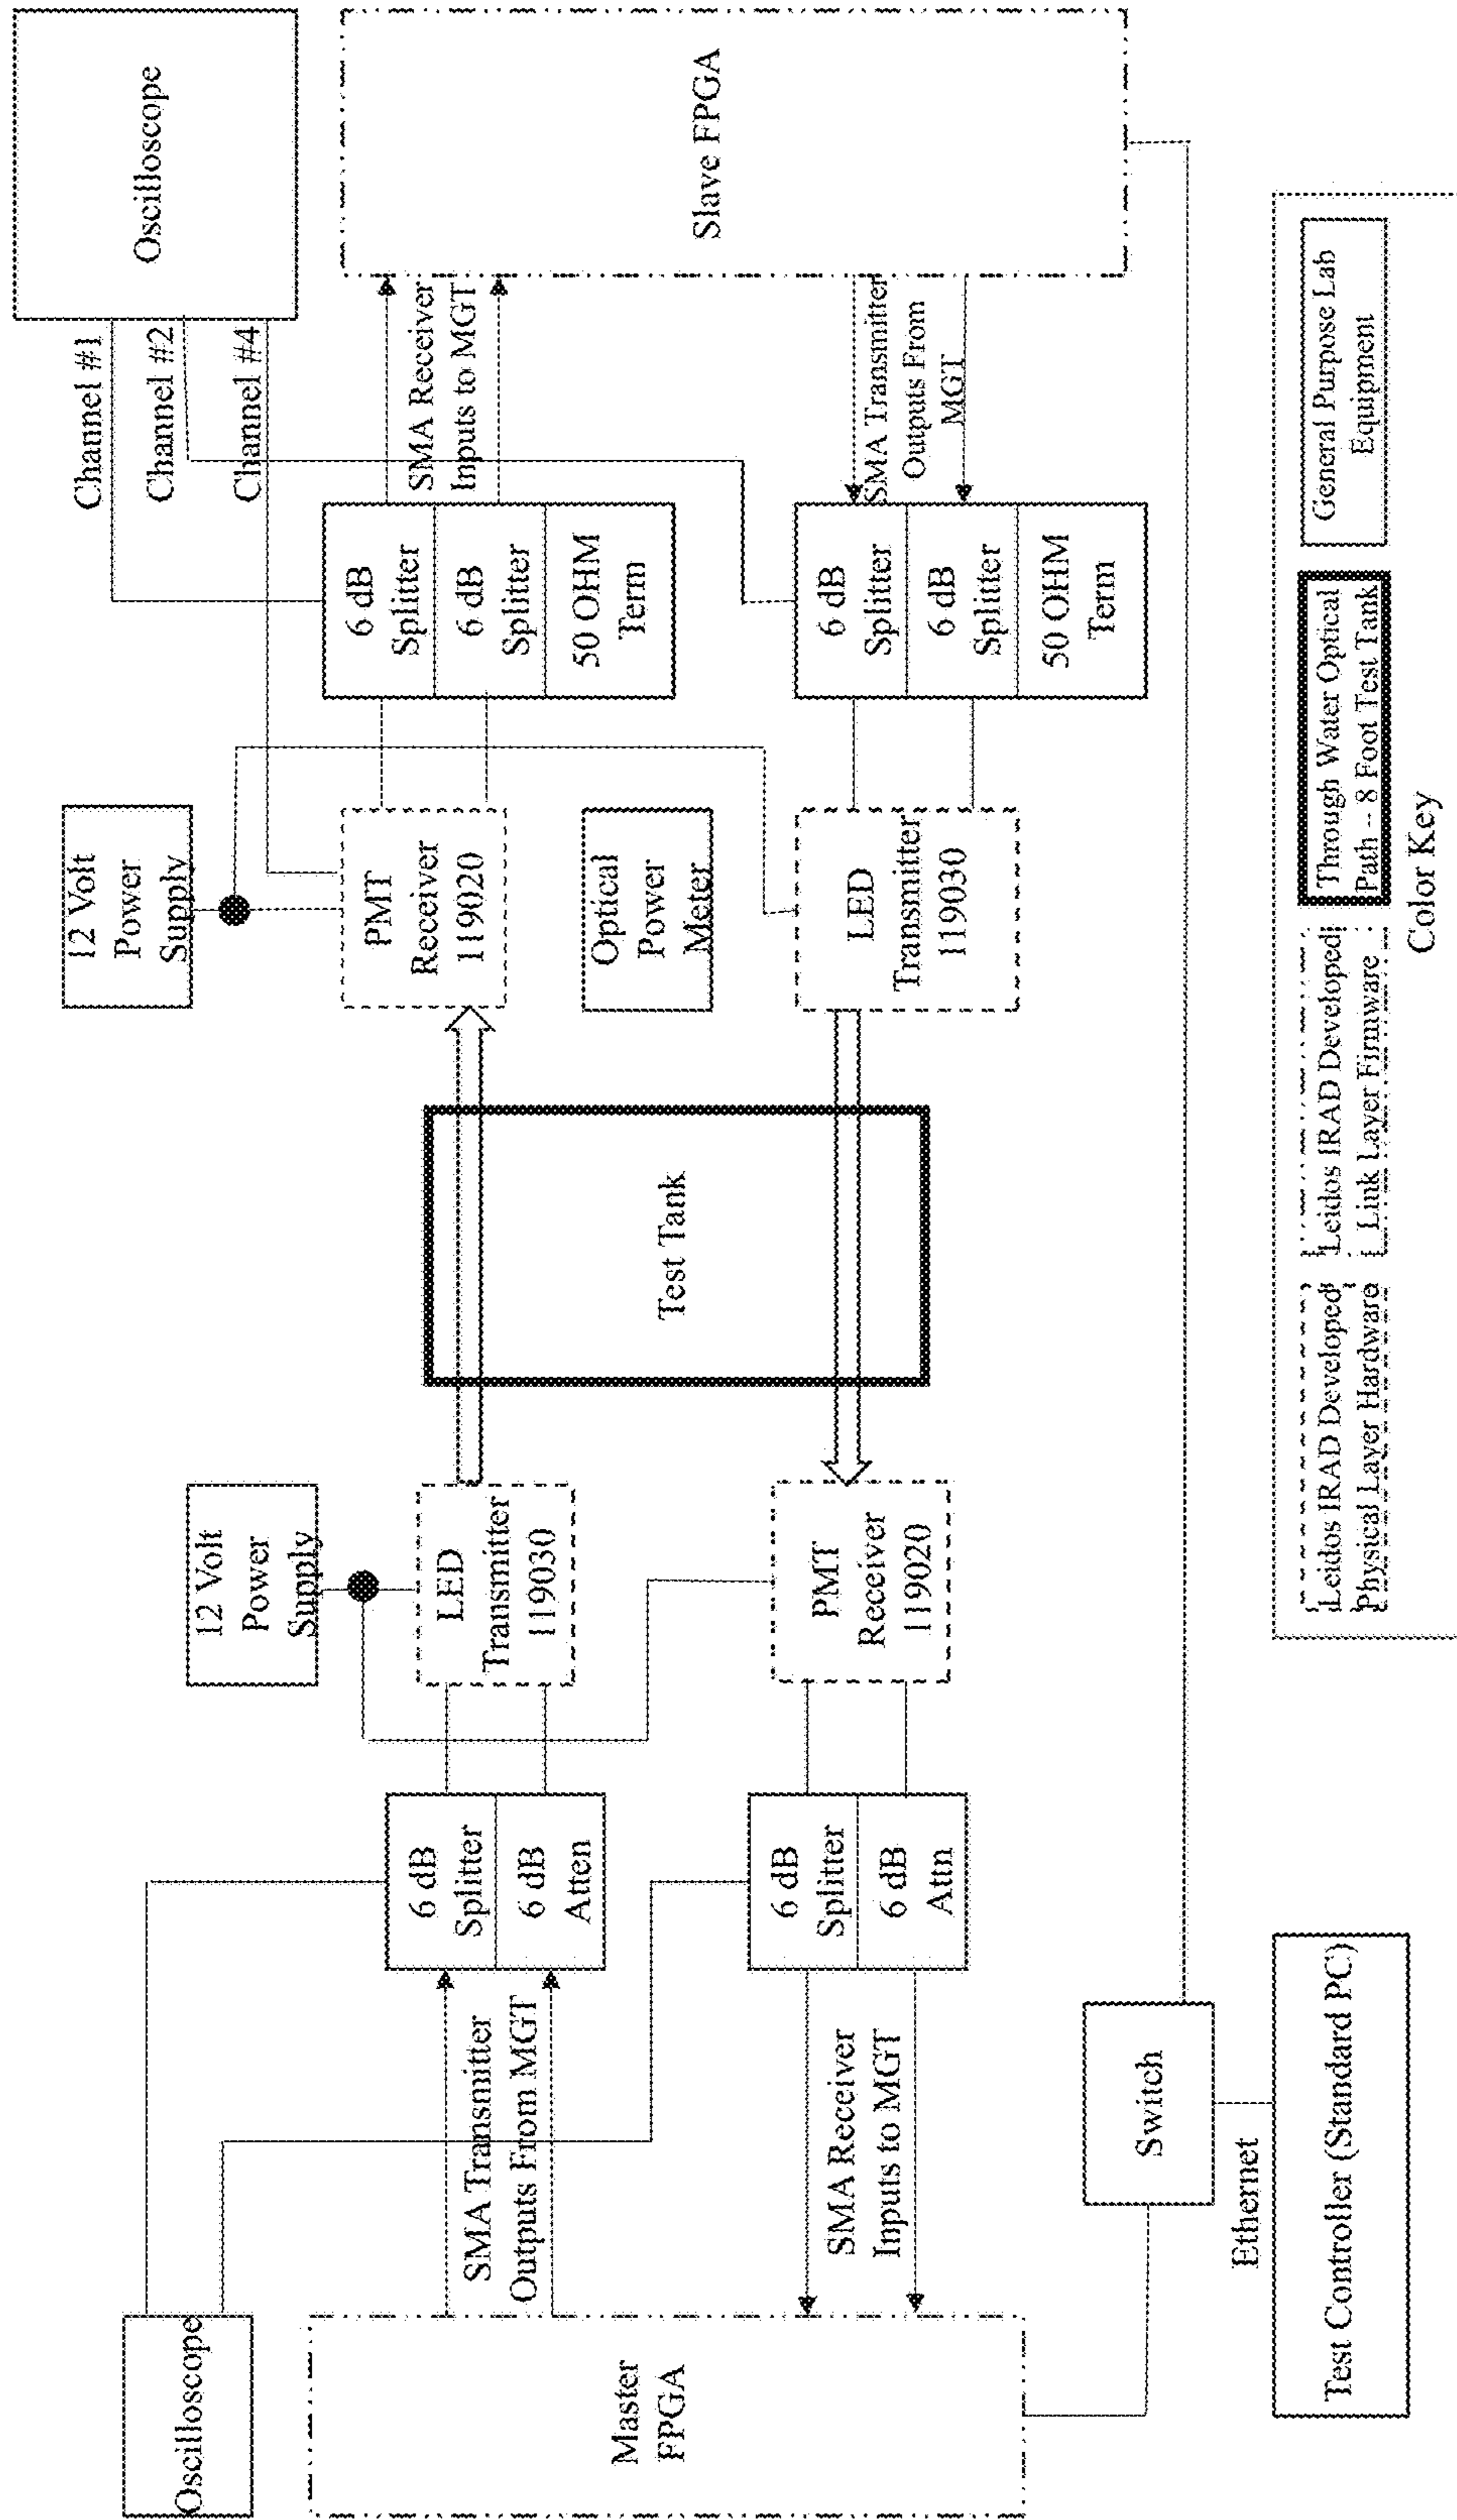 Oscilloscope
Master
FPGA
SMA Transmitter
Outputs From MGT
SMA Receiver
Inputs to MGT
6 dB
Splitter
6 dB
Atten
6 dB
Splitter
6 dB
Attn
12 Volt
Power
Supply
LED
Transmitter
119030
PMT
Receiver
119020
Test Tank
12 Volt
Power
Supply
PMT
Receiver
119020
Optical
Power
Meter
LED
Transmitter
119030
6 dB
Splitter
6 dB
Splitter
50 OHM
Term
6 dB
Splitter
6 dB
Splitter
50 OHM
Term
Channel #1
Channel #2
Channel #4
SMA Receiver
Inputs to MGT
SMA Transmitter
Outputs From
MGT
Oscilloscope
Slave FPGA
Switch
Ethernet
Test Controller (Standard PC)
Leidos IRAD Developed
Physical Layer Hardware
Leidos IRAD Developed
Link Layer Firmware
Through Water Optical
Path -- 8 Foot Test Tank
General Purpose Lab
Equipment
Color Key